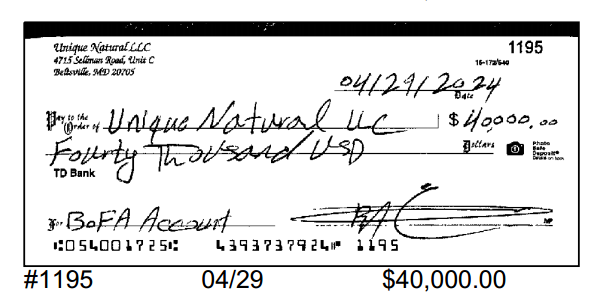 Unique Natural LLC
1195
4715 Sellman Road, Unit C
15-172/540
Beltsville, MD 20705
04/29/2024
Date
Pay to the Order of Unique Natural LLC $ 40000.00
Fourty Thousand USD Dollars Photo Safe Deposit® Details on back
TD Bank
For BoFA Account
MP
⑆054001725⑆ 4393737924⑈ 1195
#1195 04/29 $40,000.00